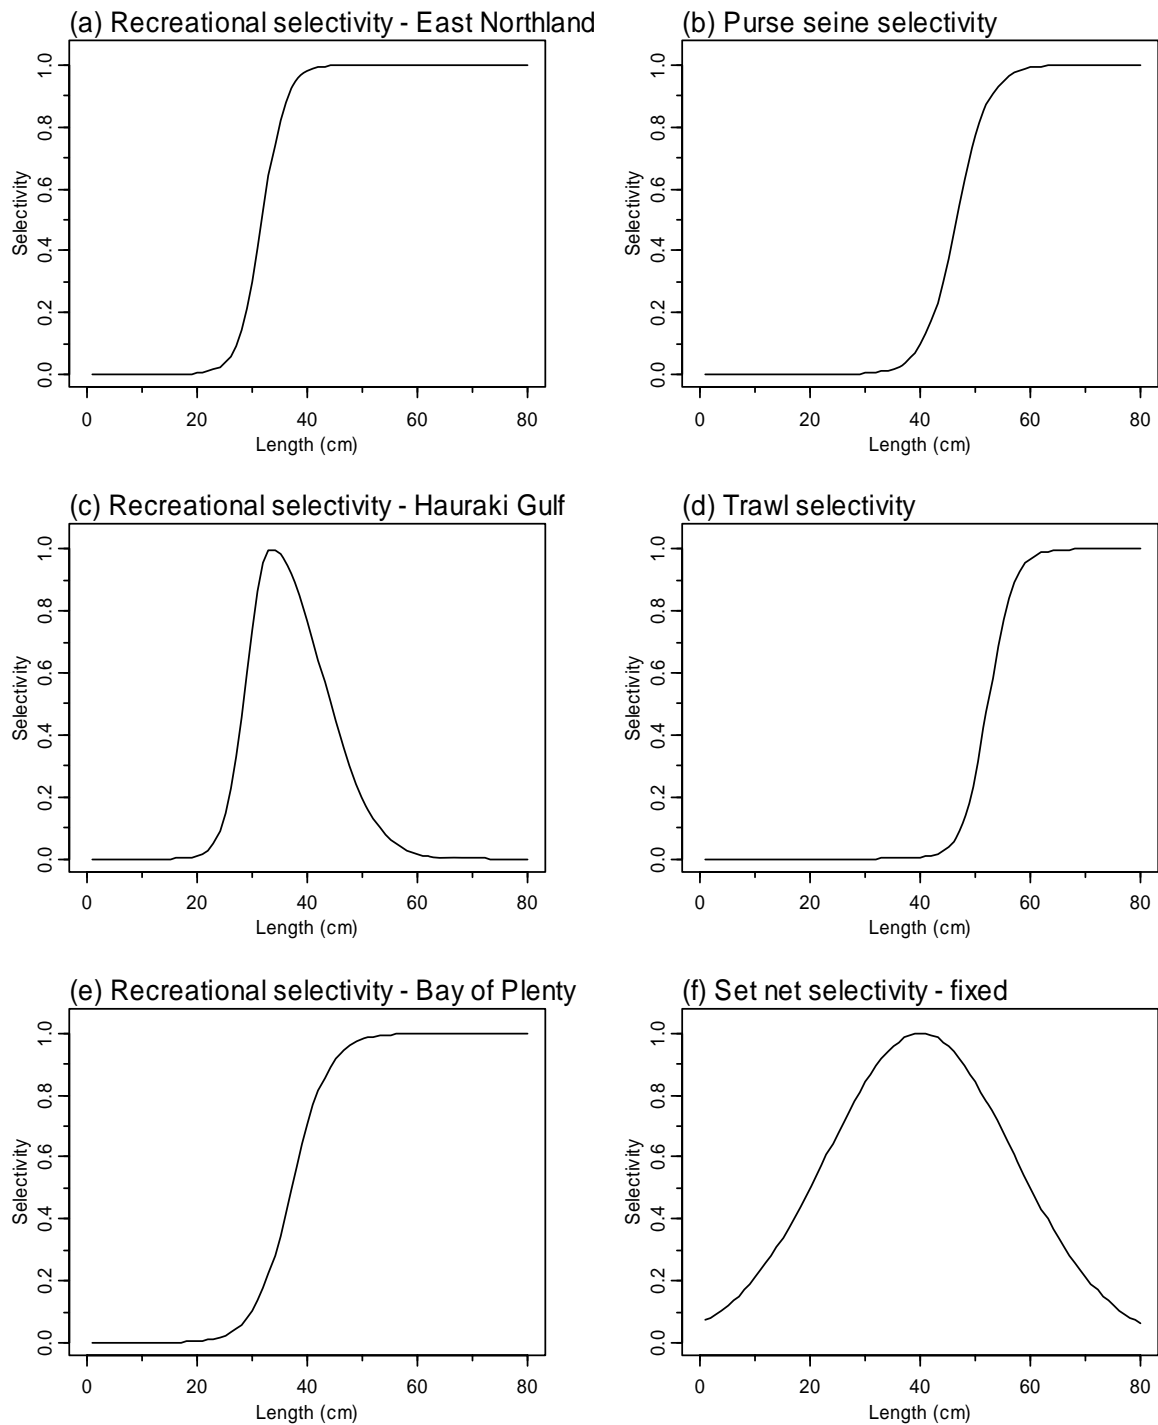 (a) Recreational selectivity - East Northland
Selectivity
0.0 0.2 0.4 0.6 0.8 1.0
0 20 40 60 80
Length (cm)
(b) Purse seine selectivity
Selectivity
0.0 0.2 0.4 0.6 0.8 1.0
0 20 40 60 80
Length (cm)
(c) Recreational selectivity - Hauraki Gulf
Selectivity
0.0 0.2 0.4 0.6 0.8 1.0
0 20 40 60 80
Length (cm)
(d) Trawl selectivity
Selectivity
0.0 0.2 0.4 0.6 0.8 1.0
0 20 40 60 80
Length (cm)
(e) Recreational selectivity - Bay of Plenty
Selectivity
0.0 0.2 0.4 0.6 0.8 1.0
0 20 40 60 80
Length (cm)
(f) Set net selectivity - fixed
Selectivity
0.0 0.2 0.4 0.6 0.8 1.0
0 20 40 60 80
Length (cm)